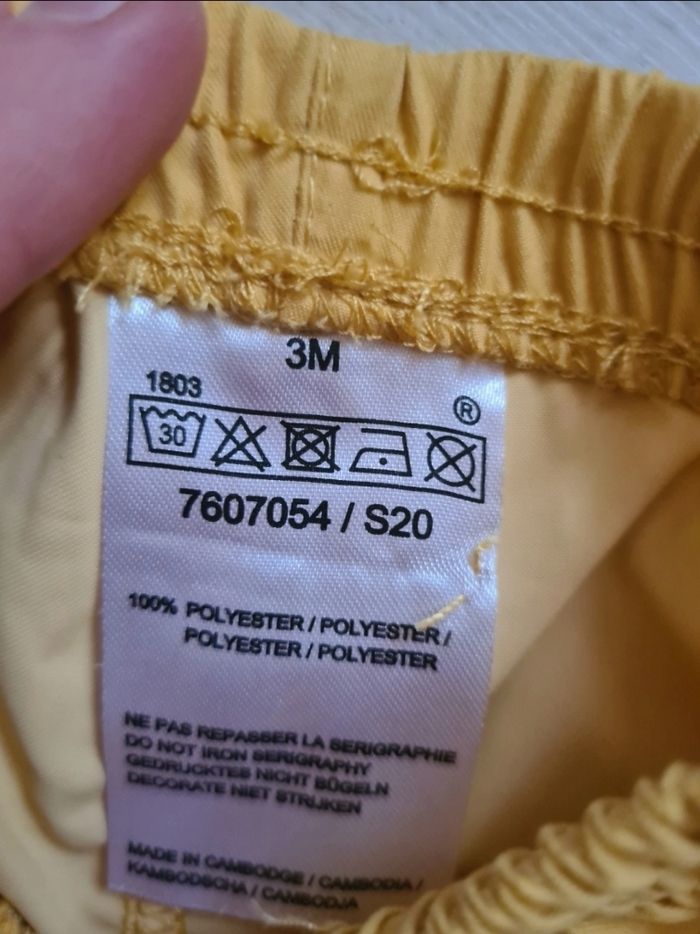 3M
1803
®
30
7607054 / S20
100% POLYESTER / POLYESTER /
POLYESTER / POLYESTER
NE PAS REPASSER LA SERIGRAPHIE
DO NOT IRON SERIGRAPHY
GEDRUCKTES NICHT BÜGELN
DECORATE NIET STRIJKEN
MADE IN CAMBODGE / CAMBODIA /
KAMBODSCHA / CAMBODJA